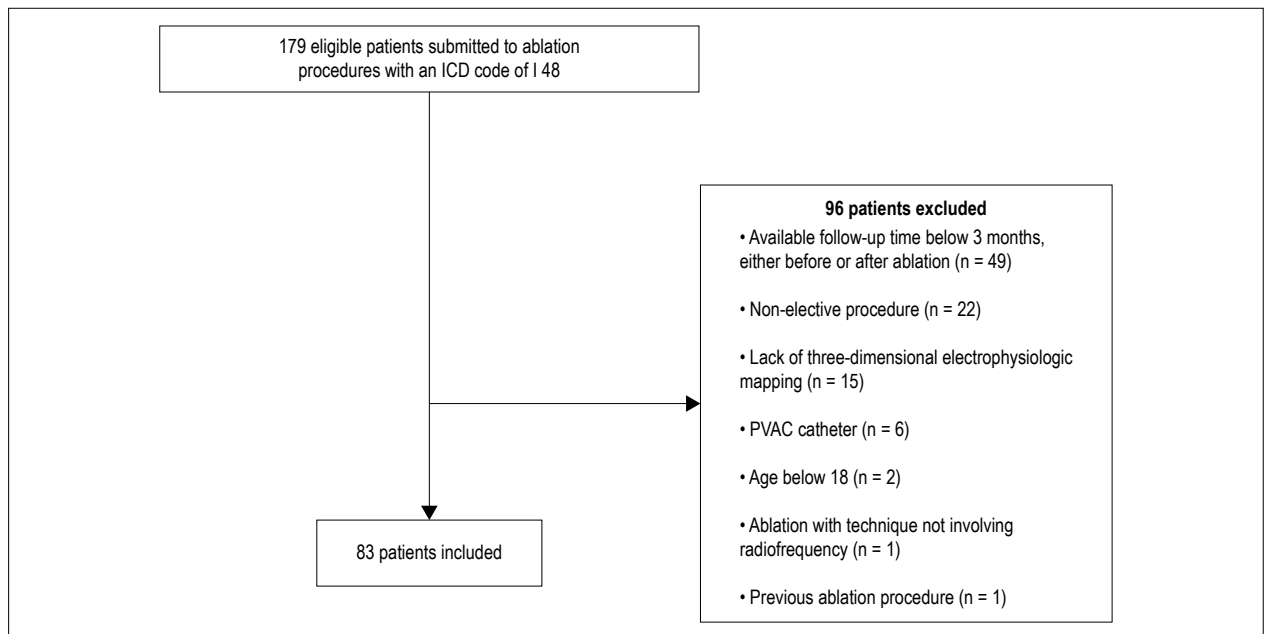 179 eligible patients submitted to ablation
procedures with an ICD code of I 48
96 patients excluded
• Available follow-up time below 3 months,
either before or after ablation (n = 49)
• Non-elective procedure (n = 22)
• Lack of three-dimensional electrophysiologic
mapping (n = 15)
• PVAC catheter (n = 6)
• Age below 18 (n = 2)
• Ablation with technique not involving
radiofrequency (n = 1)
• Previous ablation procedure (n = 1)
83 patients included